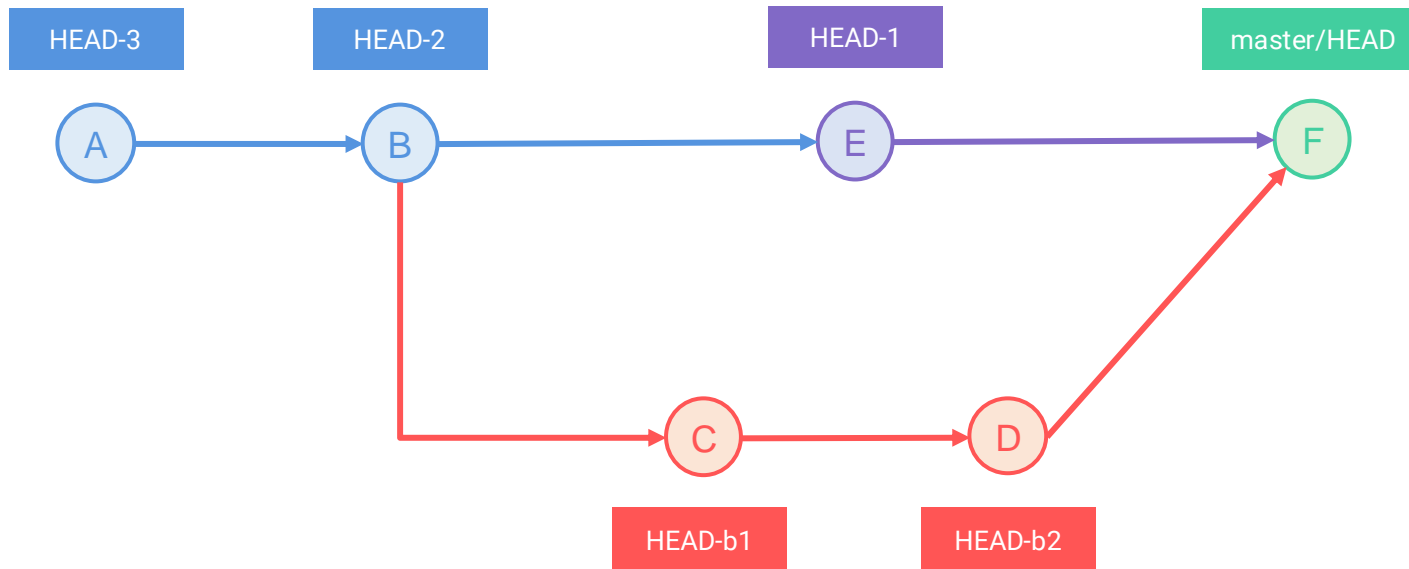 HEAD-3
HEAD-2
HEAD-1
master/HEAD
A
B
E
F
C
D
HEAD-b1
HEAD-b2